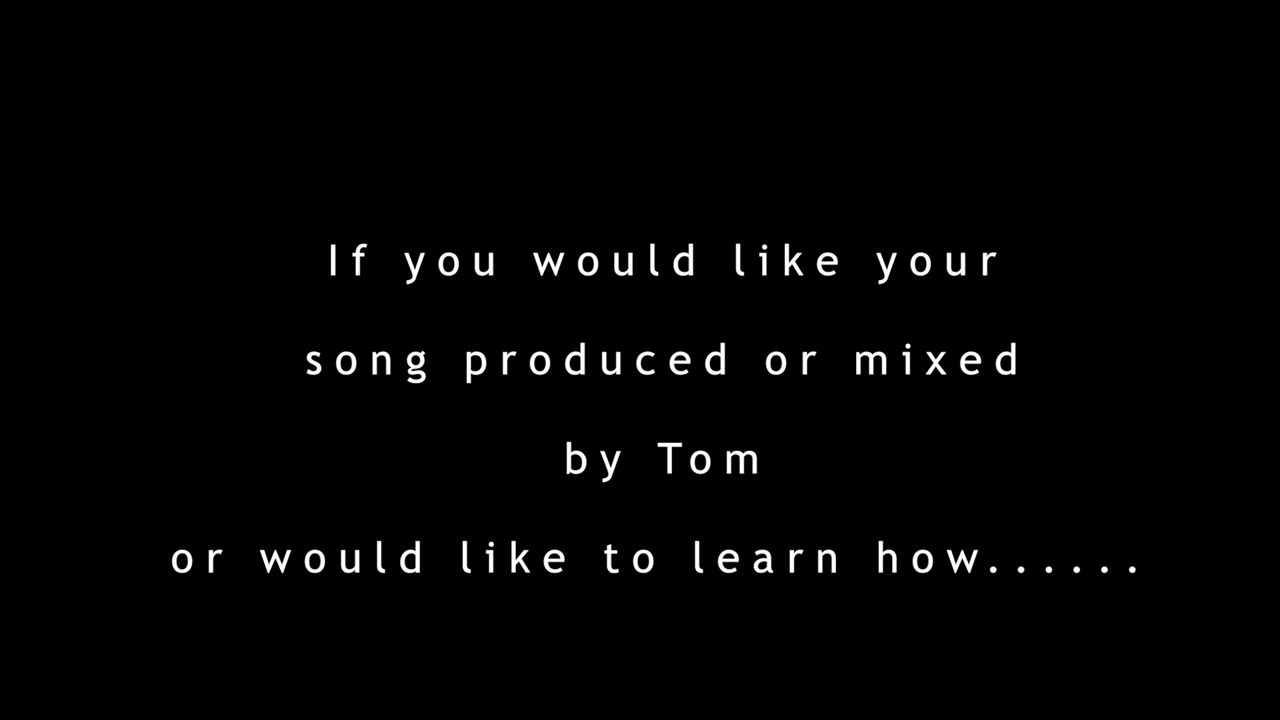 If you would like your
song produced or mixed
by Tom
or would like to learn how......